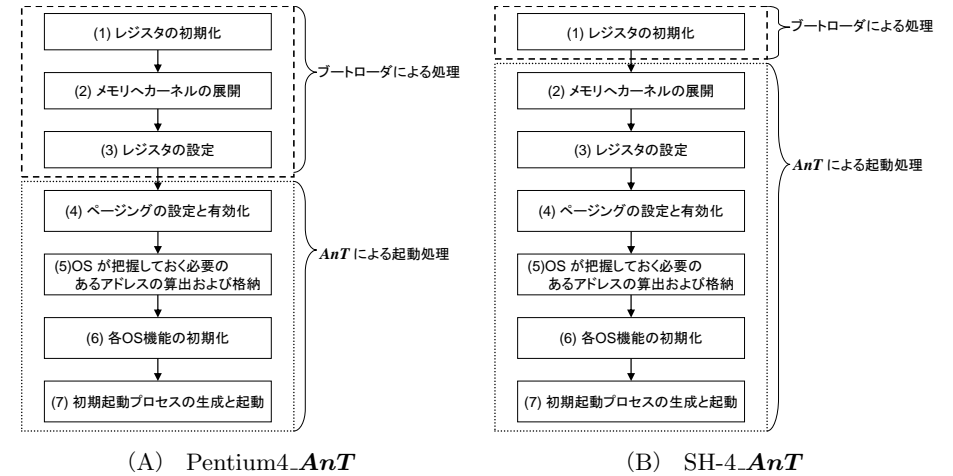 (1) レジスタの初期化
(2) メモリへカーネルの展開
(3) レジスタの設定
ブートローダによる処理
(4) ページングの設定と有効化
(5)OS が把握しておく必要の
あるアドレスの算出および格納
(6) 各OS機能の初期化
(7) 初期起動プロセスの生成と起動
AnT による起動処理
(A) Pentium4_AnT
(1) レジスタの初期化
ブートローダによる処理
(2) メモリへカーネルの展開
(3) レジスタの設定
(4) ページングの設定と有効化
(5)OS が把握しておく必要の
あるアドレスの算出および格納
(6) 各OS機能の初期化
(7) 初期起動プロセスの生成と起動
AnT による起動処理
(B) SH-4_AnT